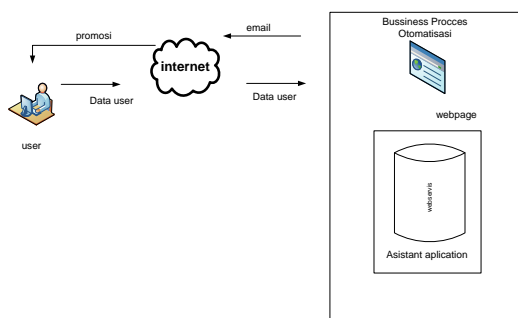 promosi
email
Bussiness Procces
Otomatisasi
internet
Data user
Data user
user
webpage
webservis
Asistant aplication